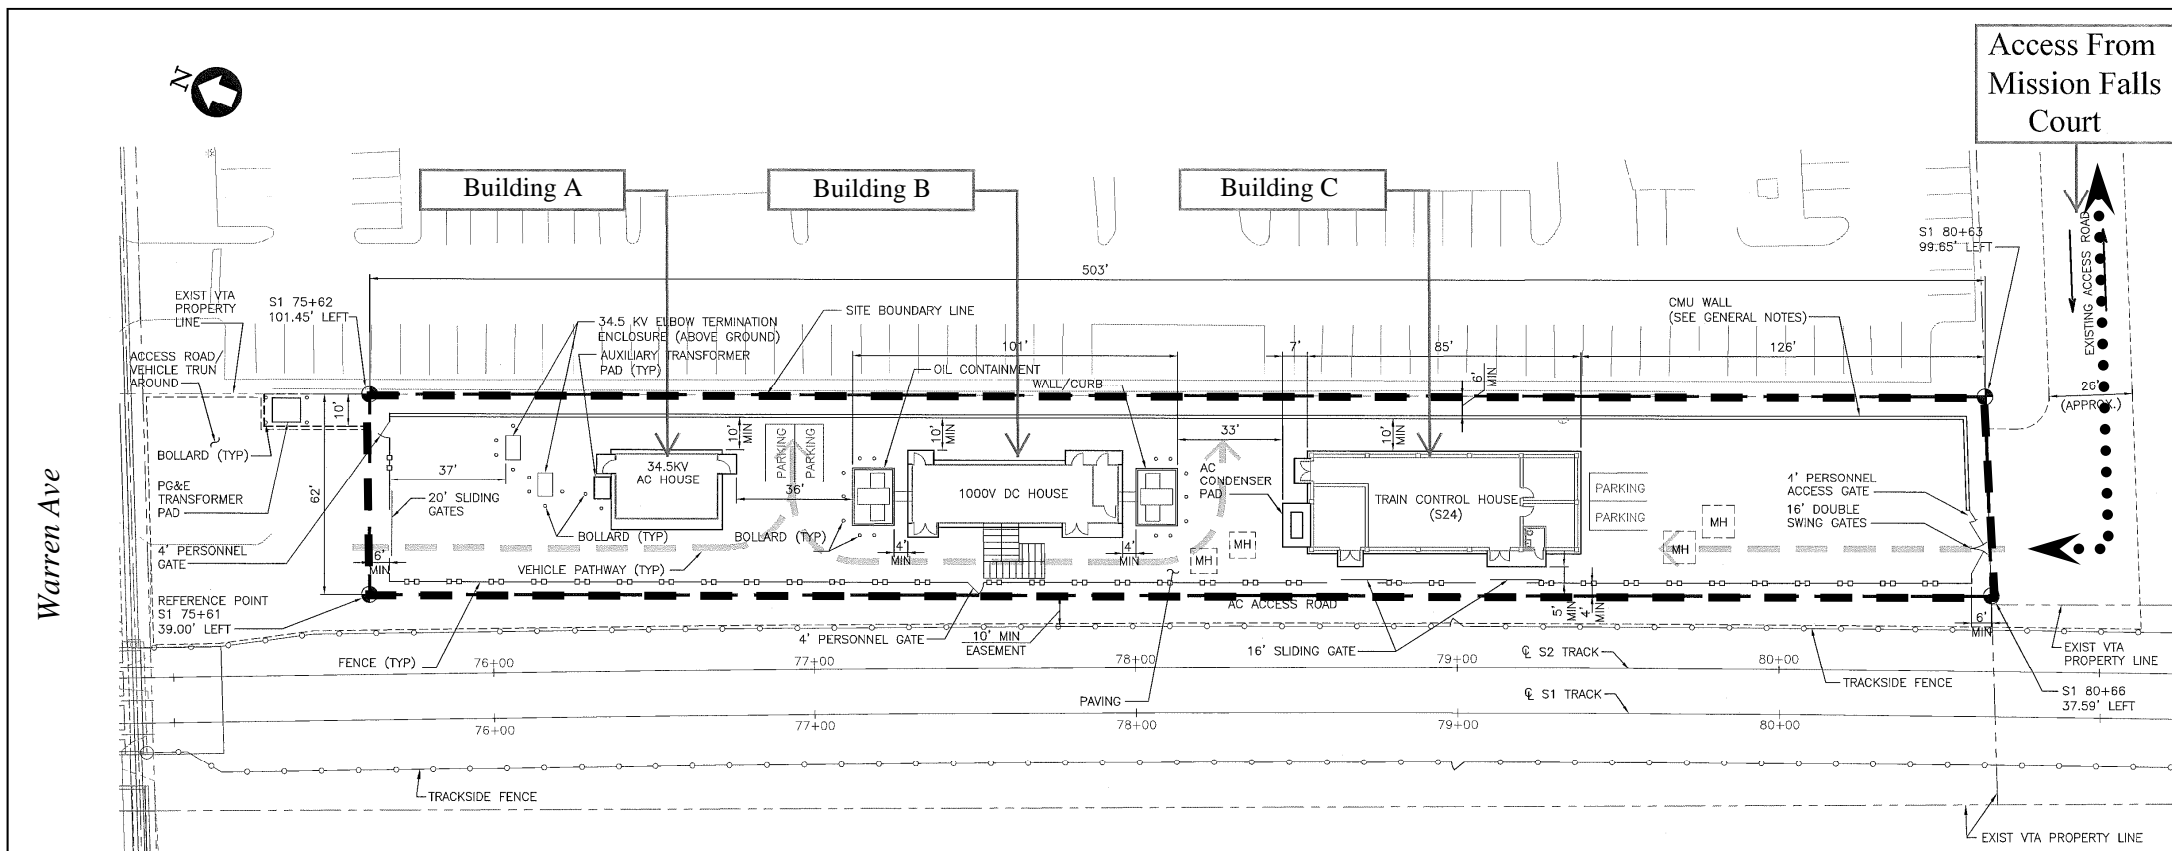 Access From
Mission Falls
Court
N
Building A
Building B
Building C
S1 80+63
99.65' LEFT
EXISTING ACCESS ROAD
503'
EXIST VTA
PROPERTY
LINE
S1 75+62
101.45' LEFT
34.5 KV ELBOW TERMINATION
ENCLOSURE (ABOVE GROUND)
AUXILIARY TRANSFORMER
PAD (TYP)
SITE BOUNDARY LINE
CMU WALL
(SEE GENERAL NOTES)
101'
7'
85'
126'
ACCESS ROAD/
VEHICLE TRUN
AROUND
OIL CONTAINMENT
WALL/CURB
6'
MIN
26'
(APPROX.)
10'
10'
MIN
10'
MIN
33'
10'
MIN
BOLLARD (TYP)
PG&E
TRANSFORMER
PAD
62'
37'
20' SLIDING
GATES
34.5KV
AC HOUSE
PARKING
PARKING
36'
1000V DC HOUSE
AC
CONDENSER
PAD
TRAIN CONTROL HOUSE
(S24)
PARKING
PARKING
4' PERSONNEL
ACCESS GATE
16' DOUBLE
SWING GATES
MH
MH
MH
MH
Warren Ave
4' PERSONNEL
GATE
6'
MIN
BOLLARD (TYP)
BOLLARD (TYP)
VEHICLE PATHWAY (TYP)
4'
MIN
4'
MIN
REFERENCE POINT
S1 75+61
39.00' LEFT
AC ACCESS ROAD
5'
MIN
4'
MIN
6'
MIN
FENCE (TYP)
4' PERSONNEL GATE
10' MIN
EASEMENT
16' SLIDING GATE
℄ S2 TRACK
EXIST VTA
PROPERTY LINE
76+00
77+00
78+00
79+00
80+00
TRACKSIDE FENCE
PAVING
℄ S1 TRACK
S1 80+66
37.59' LEFT
76+00
77+00
78+00
79+00
80+00
TRACKSIDE FENCE
EXIST VTA PROPERTY LINE